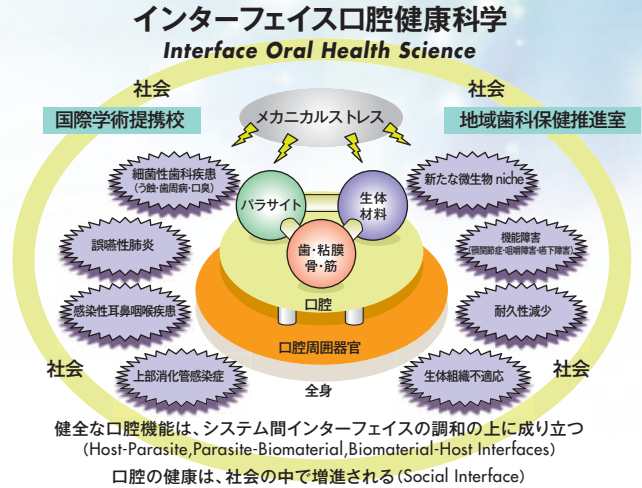 インターフェイス口腔健康科学
Interface Oral Health Science
社会
社会
国際学術提携校
メカニカルストレス
地域歯科保健推進室
細菌性歯科疾患
(う蝕・歯周病・口臭)
パラサイト
生体
材料
新たな微生物 niche
誤嚥性肺炎
歯・粘膜
骨・筋
機能障害
(顎関節症・咀嚼障害・嚥下障害)
感染性耳鼻咽喉疾患
口腔
耐久性減少
口腔周囲器官
社会
社会
上部消化管感染症
全身
生体組織不適応
健全な口腔機能は、システム間インターフェイスの調和の上に成り立つ
(Host-Parasite,Parasite-Biomaterial,Biomaterial-Host Interfaces)
口腔の健康は、社会の中で増進される(Social Interface)